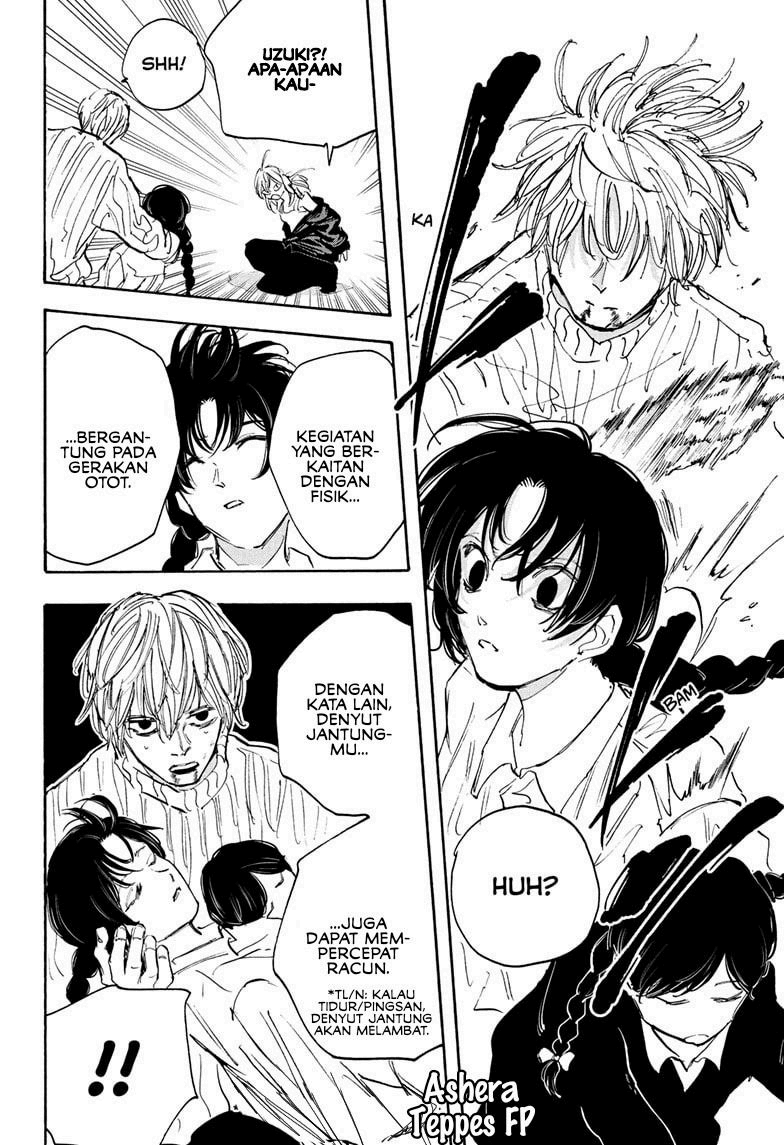 KA
BAM
HUH?
UZUKI?!
APA-APAAN
KAU-
SHH!
KEGIATAN
YANG BER-
KAITAN
DENGAN
FISIK...
...BERGAN-
TUNG PADA
GERAKAN
OTOT.
DENGAN
KATA LAIN,
DENYUT
JANTUNG-
MU...
...JUGA
DAPAT MEM-
PERCEPAT
RACUN.
*TL/N: KALAU
TIDUR/PINGSAN,
DENYUT JANTUNG
AKAN MELAMBAT.
!!
Ashera
Teppes FP